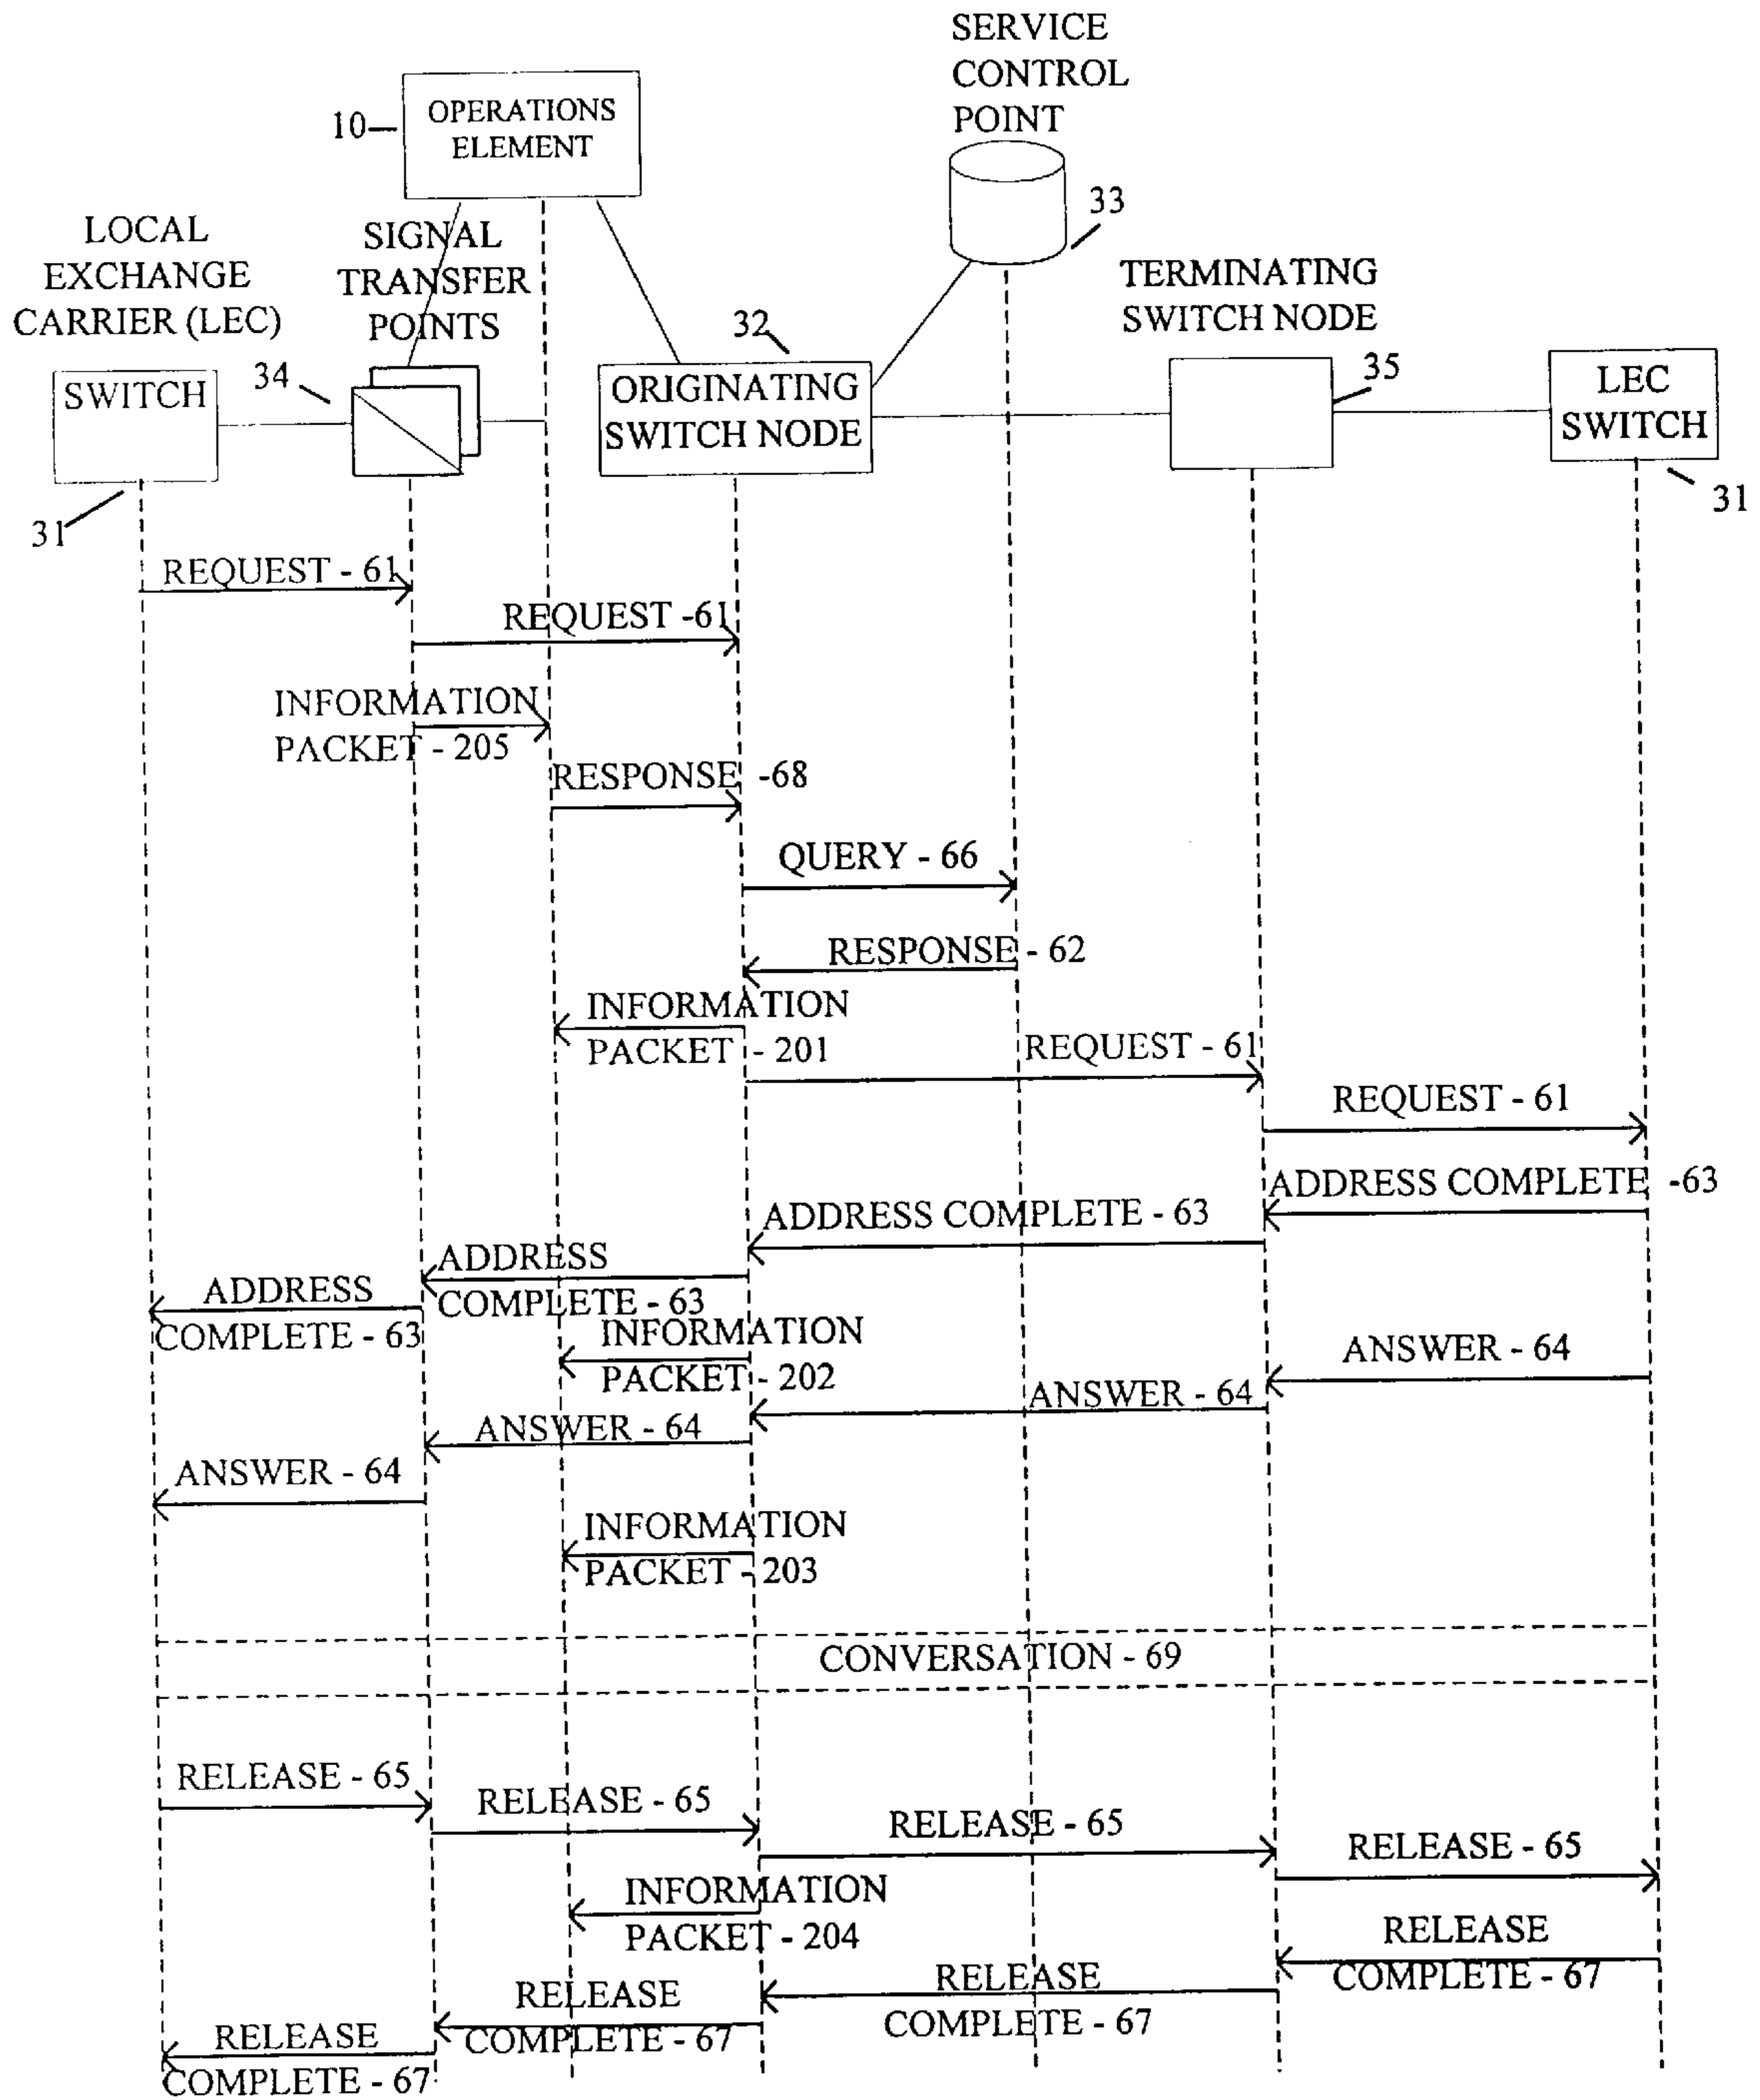 SERVICE
CONTROL
POINT
10
OPERATIONS
ELEMENT
33
LOCAL
EXCHANGE
CARRIER (LEC)
SIGNAL
TRANSFER
POINTS
TERMINATING
SWITCH NODE
32
34
35
SWITCH
ORIGINATING
SWITCH NODE
LEC
SWITCH
31
31
REQUEST - 61
REQUEST -61
INFORMATION
PACKET - 205
RESPONSE -68
QUERY - 66
RESPONSE - 62
INFORMATION
PACKET - 201
REQUEST - 61
REQUEST - 61
ADDRESS COMPLETE -63
ADDRESS COMPLETE - 63
ADDRESS
COMPLETE - 63
ADDRESS
COMPLETE - 63
INFORMATION
PACKET - 202
ANSWER - 64
ANSWER - 64
ANSWER - 64
ANSWER - 64
INFORMATION
PACKET - 203
CONVERSATION - 69
RELEASE - 65
RELEASE - 65
RELEASE - 65
RELEASE - 65
INFORMATION
PACKET - 204
RELEASE
COMPLETE - 67
RELEASE
COMPLETE - 67
RELEASE
COMPLETE - 67
RELEASE
COMPLETE - 67